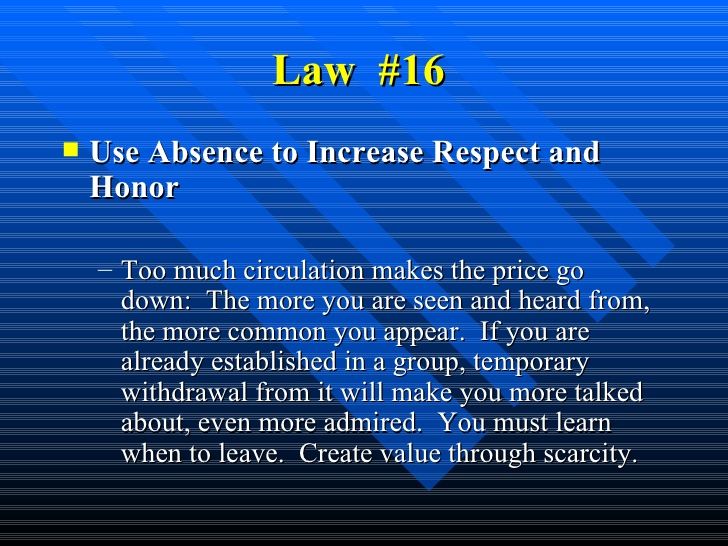 Law  #16
Use Absence to Increase Respect and
Honor
– Too much circulation makes the price go
down:  The more you are seen and heard from,
the more common you appear.  If you are
already established in a group, temporary
withdrawal from it will make you more talked
about, even more admired.  You must learn
when to leave.  Create value through scarcity.